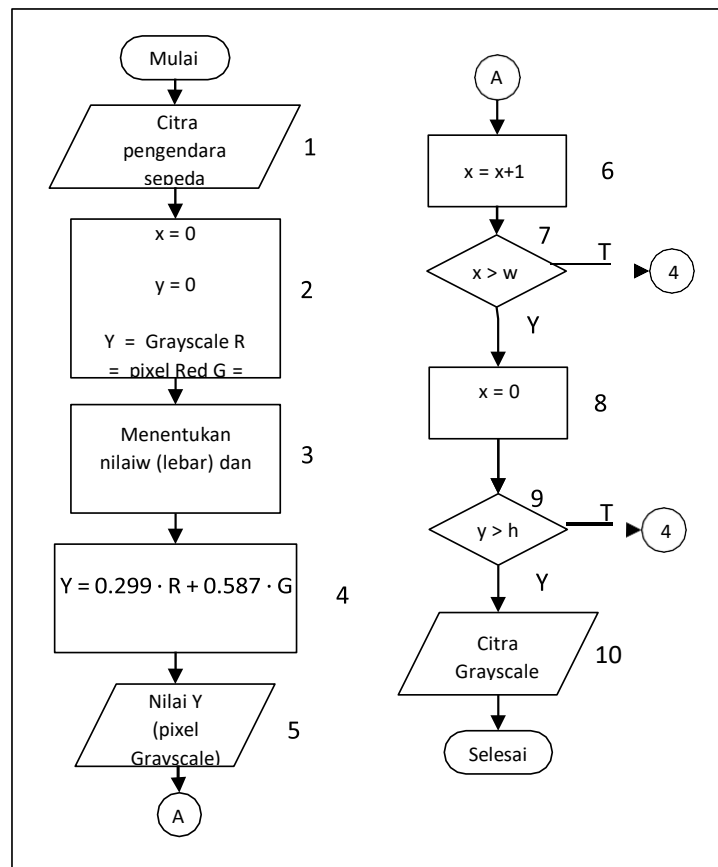 Mulai
Citra
pengendara
sepeda
1
x = 0
y = 0
Y = Grayscale R
= pixel Red G =
2
Menentukan
nilaiw (lebar) dan
3
Y = 0.299 · R + 0.587 · G
4
Nilai Y
(pixel
Grayscale)
5
A
A
x = x+1
6
7
x > w
T
4
Y
x = 0
8
9
y > h
T
4
Y
Citra
Grayscale
10
Selesai